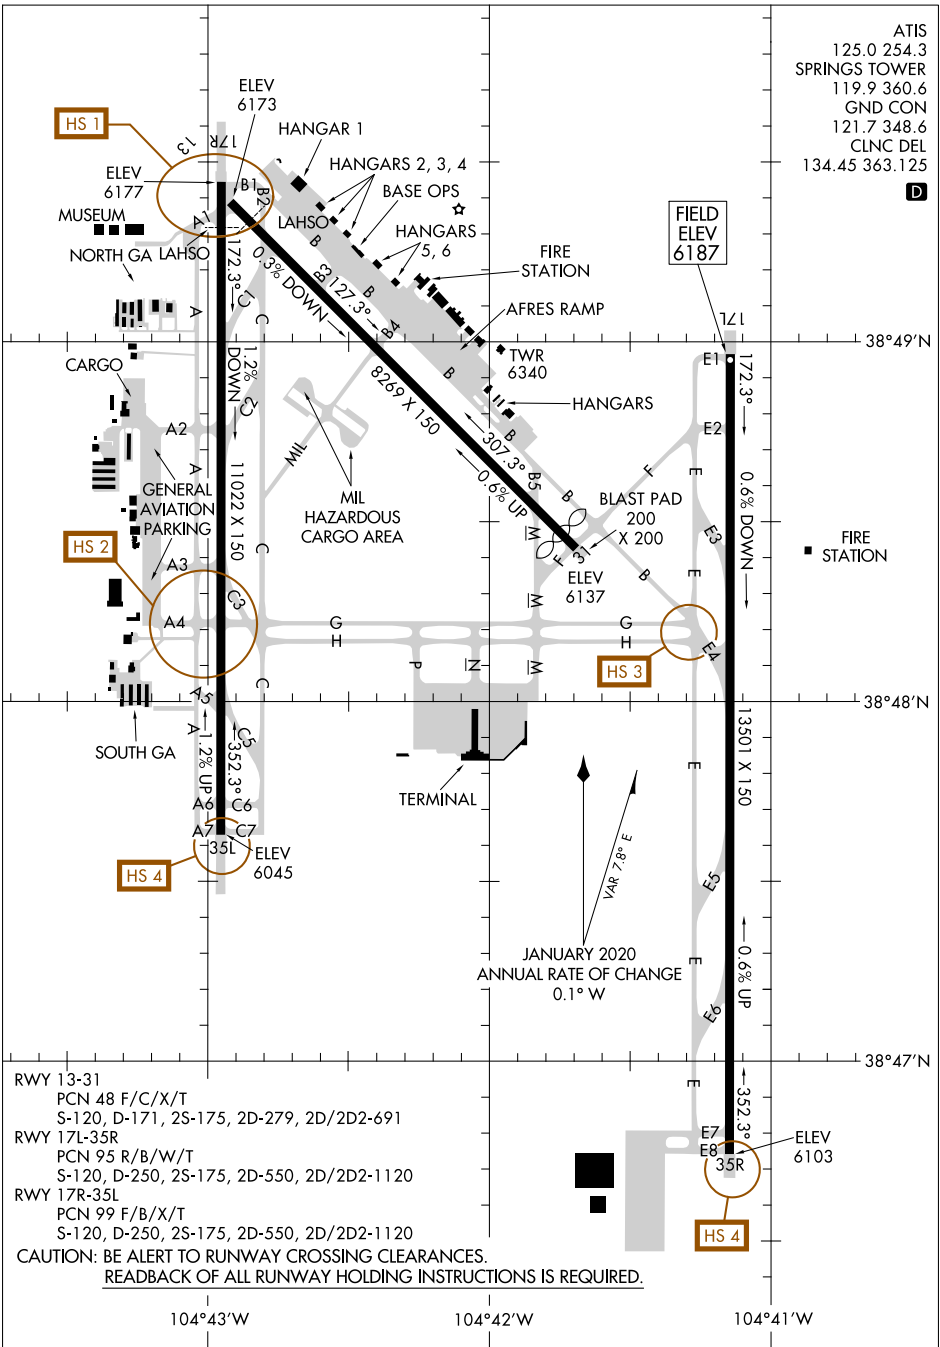 ATIS
125.0 254.3
SPRINGS TOWER
119.9 360.6
GND CON
121.7 348.6
CLNC DEL
134.45 363.125
D
HS 1
13
17R
ELEV
6173
HANGAR 1
ELEV
6177
HANGARS 2, 3, 4
BASE OPS
MUSEUM
A1
B1
B2
LAHSO
B
HANGARS
5, 6
FIRE
STATION
FIELD
ELEV
6187
NORTH GA
LAHSO
172.3°
0.3% DOWN
B3
127.3°
B
AFRES RAMP
A
C1
C
B4
17L
38°49'N
TWR
6340
E1
CARGO
1.2%
DOWN
8269 X 150
B
172.3°
C2
HANGARS
A2
MIL
307.3°
B
F
E2
A
11022 X 150
0.6% UP
B5
B
E
0.6% DOWN
GENERAL
AVIATION
PARKING
MIL
HAZARDOUS
CARGO AREA
BLAST PAD
200
X 200
M
E3
FIRE
STATION
HS 2
C
F
31
A3
ELEV
6137
B
E
C3
M
A4
G
H
G
H
E4
P
N
M
HS 3
C
A5
38°48'N
A
1.2% UP
352.3°
C5
SOUTH GA
13501 X 150
E
TERMINAL
A6
C6
A7
C7
35L
ELEV
6045
HS 4
VAR 7.8° E
E5
JANUARY 2020
ANNUAL RATE OF CHANGE
0.1° W
E
0.6% UP
E6
38°47'N
E
352.3°
RWY 13-31
PCN 48 F/C/X/T
S-120, D-171, 2S-175, 2D-279, 2D/2D2-691
RWY 17L-35R
PCN 95 R/B/W/T
S-120, D-250, 2S-175, 2D-550, 2D/2D2-1120
RWY 17R-35L
PCN 99 F/B/X/T
S-120, D-250, 2S-175, 2D-550, 2D/2D2-1120
E7
E8
35R
ELEV
6103
HS 4
CAUTION: BE ALERT TO RUNWAY CROSSING CLEARANCES.
READBACK OF ALL RUNWAY HOLDING INSTRUCTIONS IS REQUIRED.
104°43'W
104°42'W
104°41'W